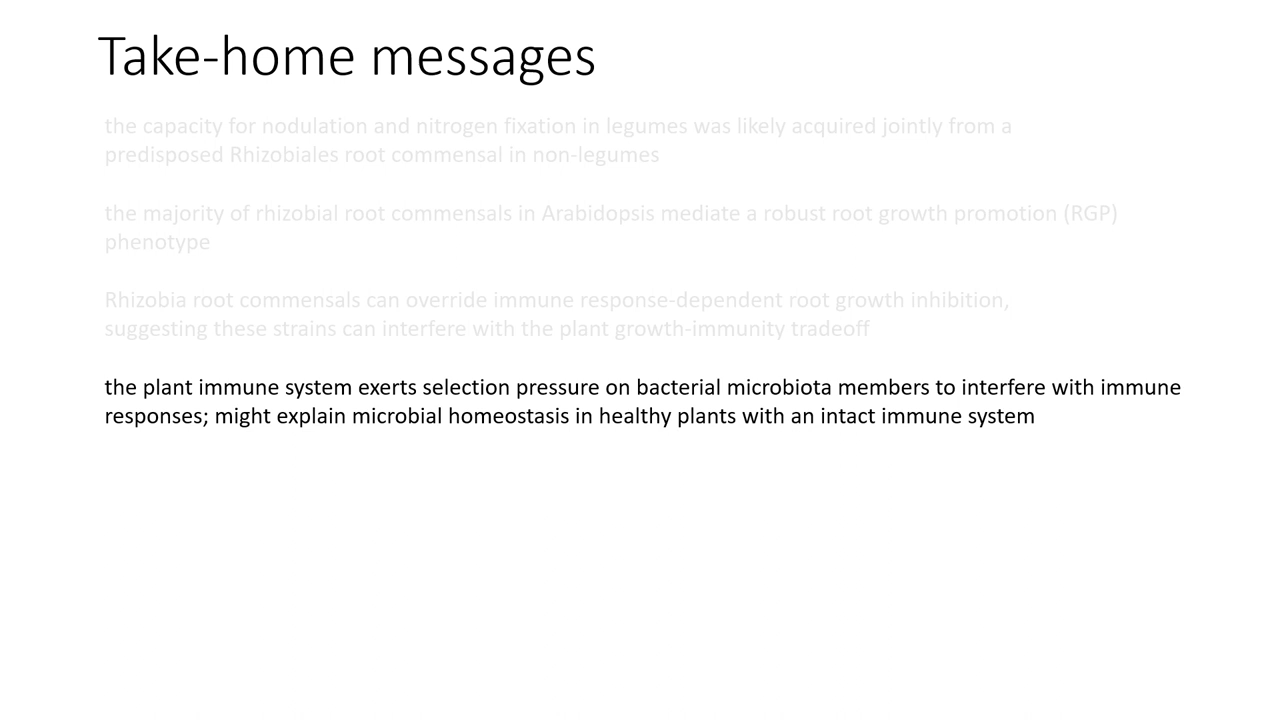 Take-home messages
the capacity for nodulation and nitrogen fixation in legumes was likely acquired jointly from a
predisposed Rhizobiales root commensal in non-legumes
the majority of rhizobial root commensals in Arabidopsis mediate a robust root growth promotion (RGP)
phenotype
Rhizobia root commensals can override immune response-dependent root growth inhibition,
suggesting these strains can interfere with the plant growth-immunity tradeoff
the plant immune system exerts selection pressure on bacterial microbiota members to interfere with immune
responses; might explain microbial homeostasis in healthy plants with an intact immune system